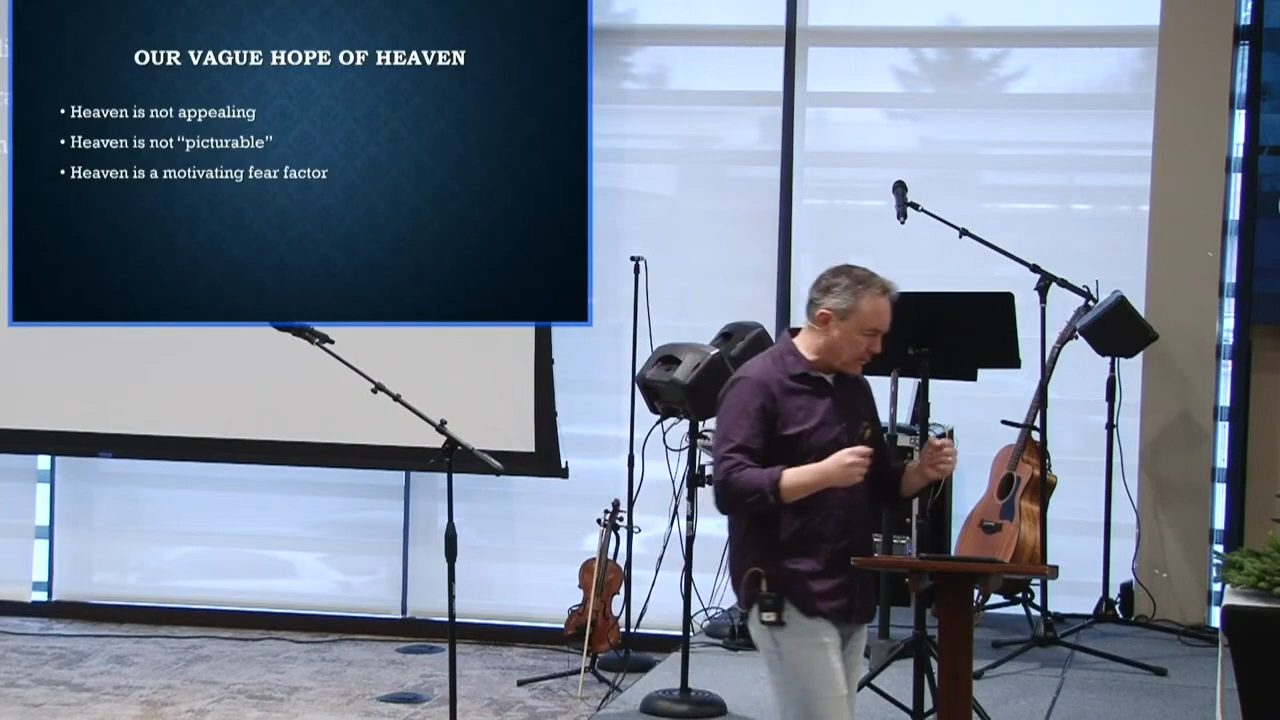 OUR VAGUE HOPE OF HEAVEN
• Heaven is not appealing
• Heaven is not “picturable”
• Heaven is a motivating fear factor